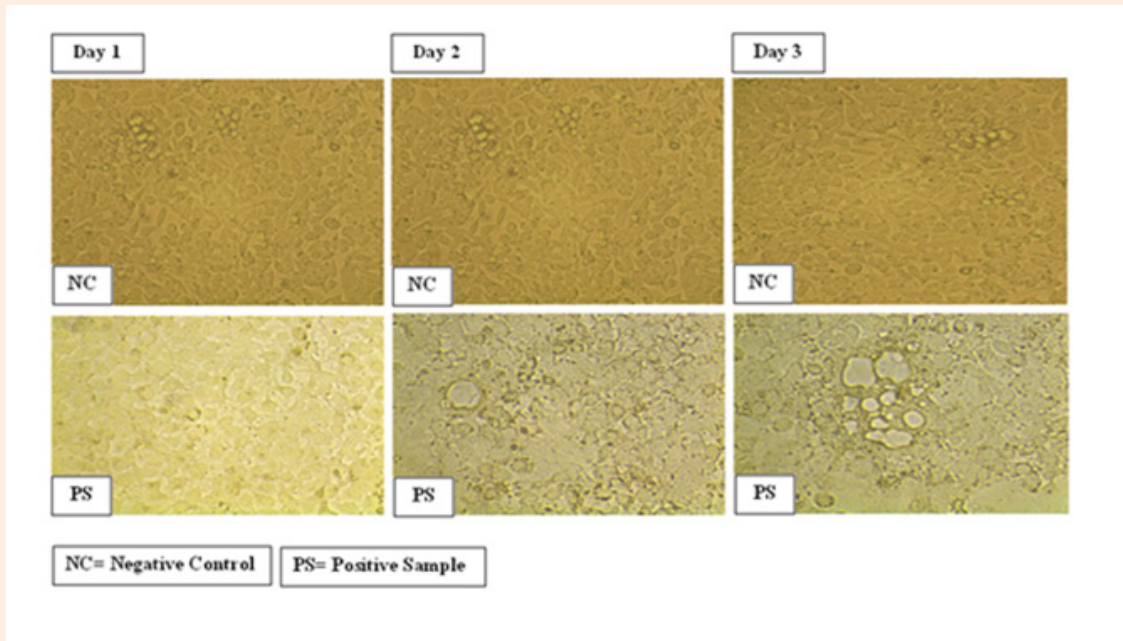 Day 1
Day 2
Day 3
NC
NC
NC
PS
PS
PS
NC= Negative Control
PS= Positive Sample